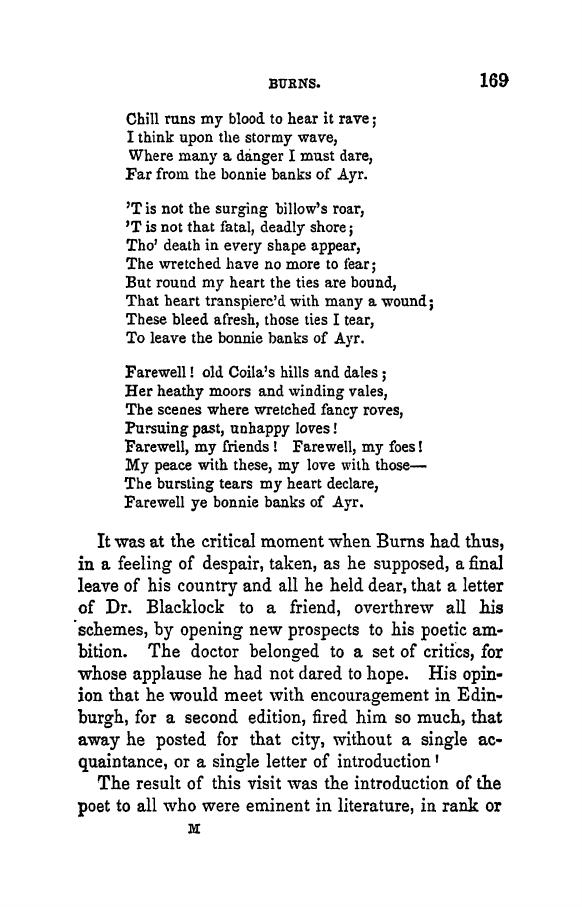 BURNS. 169
Chill runs my blood to hear it rave;
I think upon the stormy wave,
Where many a danger I must dare,
Far from the bonnie banks of Ayr.
'T is not the surging billow's roar,
'T is not that fatal, deadly shore;
Tho' death in every shape appear,
The wretched have no more to fear;
But round my heart the ties are bound,
That heart transpierc'd with many a wound;
These bleed afresh, those ties I tear,
To leave the bonnie banks of Ayr.
Farewell! old Coila's hills and dales;
Her heathy moors and winding vales,
The scenes where wretched fancy roves,
Pursuing past, unhappy loves!
Farewell, my friends! Farewell, my foes!
My peace with these, my love with those—
The bursting tears my heart declare,
Farewell ye bonnie banks of Ayr.
It was at the critical moment when Burns had thus,
in a feeling of despair, taken, as he supposed, a final
leave of his country and all he held dear, that a letter
of Dr. Blacklock to a friend, overthrew all his
schemes, by opening new prospects to his poetic am-
bition. The doctor belonged to a set of critics, for
whose applause he had not dared to hope. His opin-
ion that he would meet with encouragement in Edin-
burgh, for a second edition, fired him so much, that
away he posted for that city, without a single ac-
quaintance, or a single letter of introduction!
The result of this visit was the introduction of the
poet to all who were eminent in literature, in rank or
M